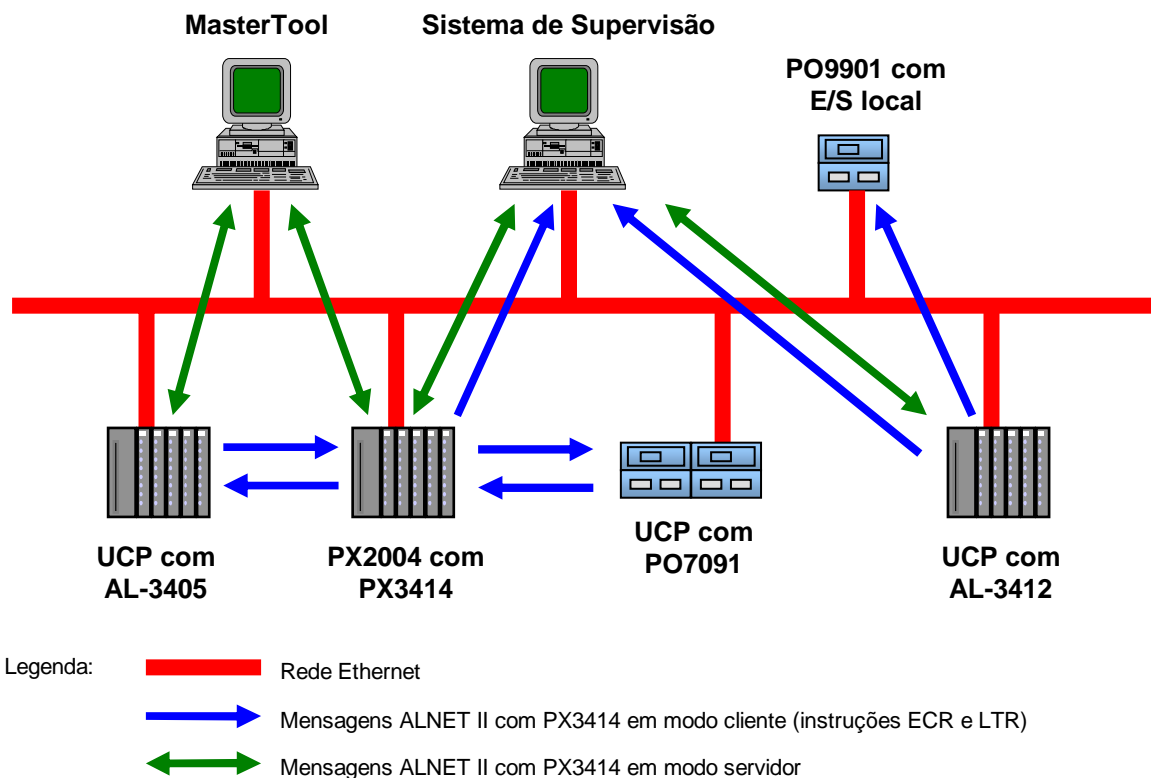 MasterTool
Sistema de Supervisão
PO9901 com
E/S local
UCP com
AL-3405
PX2004 com
PX3414
UCP com
PO7091
UCP com
AL-3412
Legenda:
Rede Ethernet
Mensagens ALNET II com PX3414 em modo cliente (instruções ECR e LTR)
Mensagens ALNET II com PX3414 em modo servidor